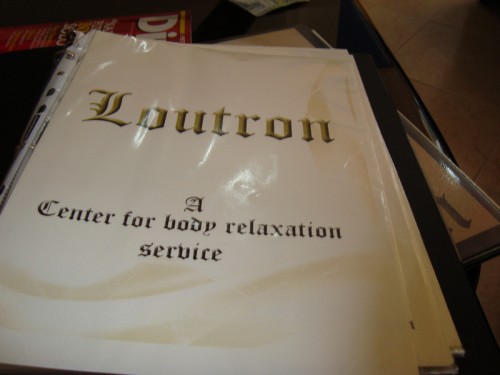 Loutron
A
Center for body relaxation
service